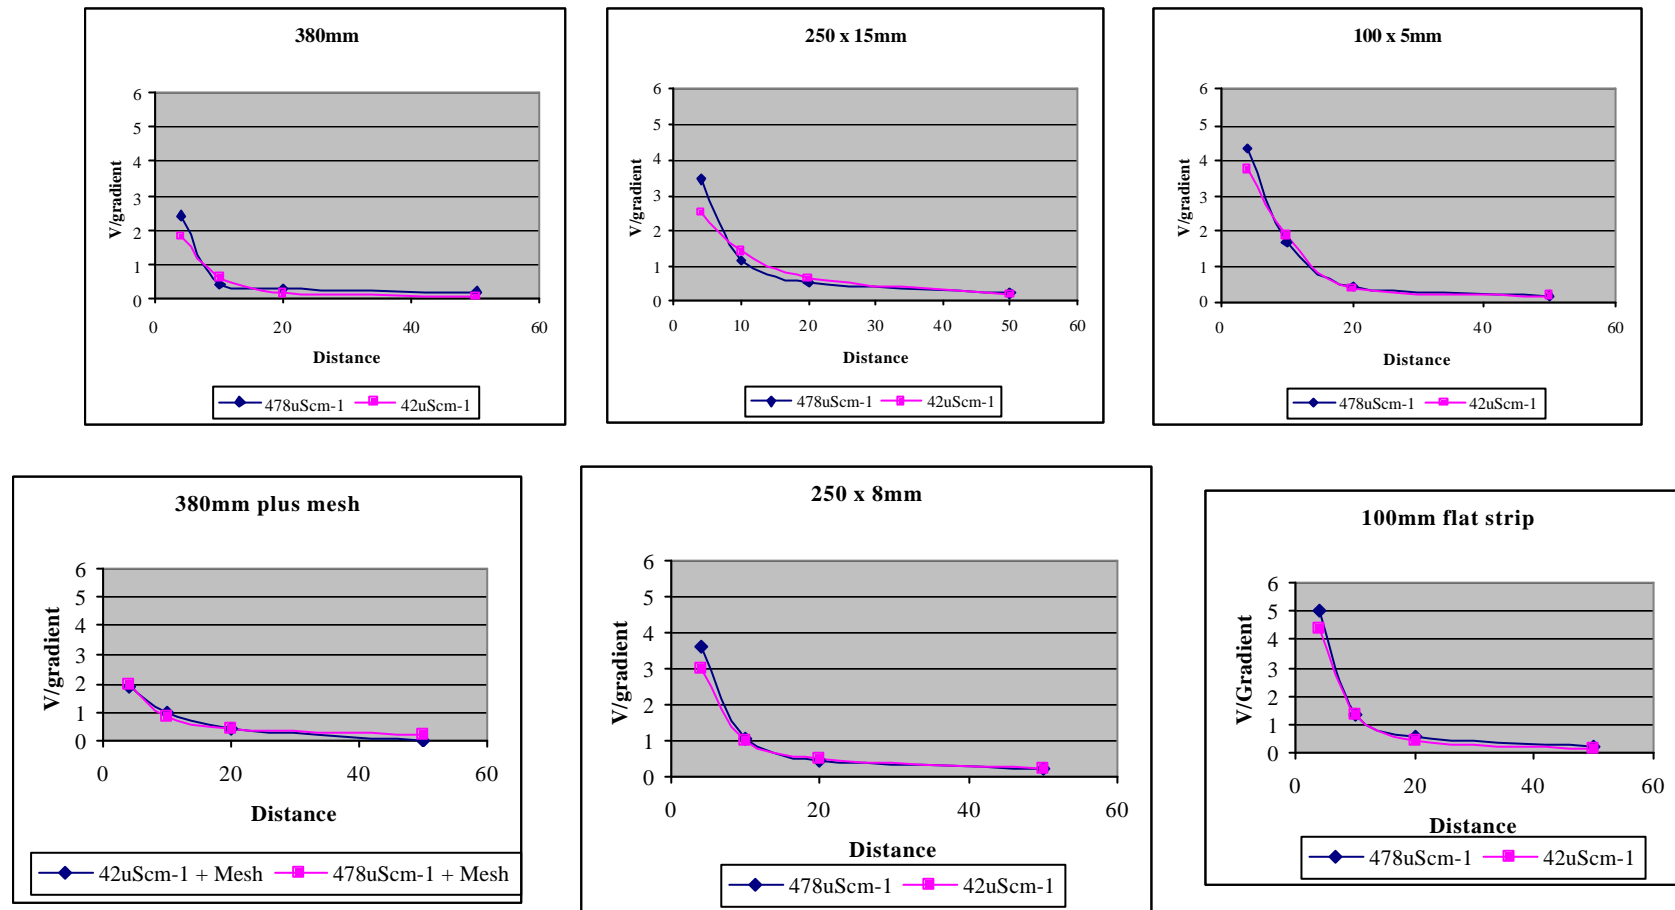 380mm
6
5
4
3
2
1
0
V/gradient
0 20 40 60
Distance
478uScm-1 42uScm-1
250 x 15mm
6
5
4
3
2
1
0
V/gradient
0 10 20 30 40 50 60
Distance
478uScm-1 42uScm-1
100 x 5mm
6
5
4
3
2
1
0
V/gradient
0 20 40 60
Distance
478uScm-1 42uScm-1
380mm plus mesh
6
5
4
3
2
1
0
V/gradient
0 20 40 60
Distance
42uScm-1 + Mesh 478uScm-1 + Mesh
250 x 8mm
6
5
4
3
2
1
0
V/gradient
0 20 40 60
Distance
478uScm-1 42uScm-1
100mm flat strip
6
5
4
3
2
1
0
V/Gradient
0 20 40 60
Distance
478uScm-1 42uScm-1